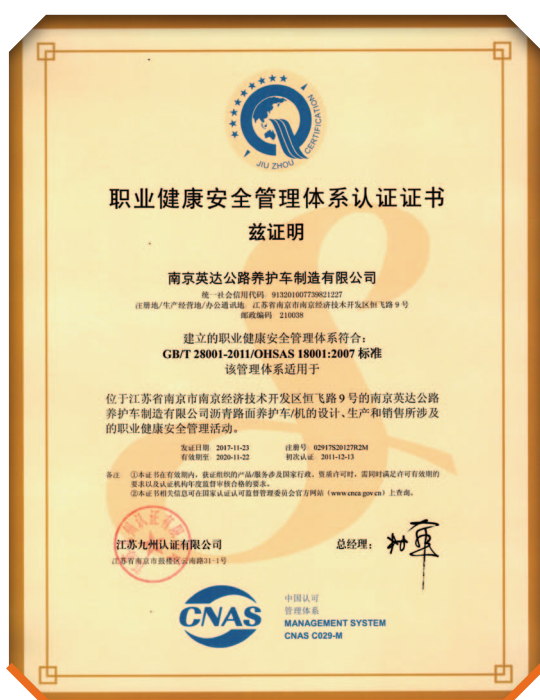 JIU ZHOU CERTIFICATION
职业健康安全管理体系认证证书
兹证明
南京英达公路养护车制造有限公司
统一社会信用代码 913201007739821227
注册地/生产经营地/办公通讯地 江苏省南京市南京经济技术开发区恒飞路9号
邮政编码 210038
建立的职业健康安全管理体系符合:
GB/T 28001-2011/OHSAS 18001:2007 标准
该管理体系适用于
位于江苏省南京市南京经济技术开发区恒飞路9号的南京英达公路
养护车制造有限公司沥青路面养护车/机的设计、生产和销售所涉及
的职业健康安全管理活动。
发证日期 2017-11-23 注册号 02917S20127R2M
有效期至 2020-11-22 初次认证 2011-12-13
备注 ①本证书在有效期内,获证组织的产品/服务涉及国家行政、资质许可时,需同时满足许可有效期的
要求以及认证机构年度监督审核合格的要求。
②本证书相关信息可在国家认证认可监督管理委员会官方网站(www.cnca.gov.cn)上查询。
江苏九州认证有限公司 总经理:
江苏省南京市鼓楼区云南路31-1号
CNAS
中国认可
管理体系
MANAGEMENT SYSTEM
CNAS C029-M